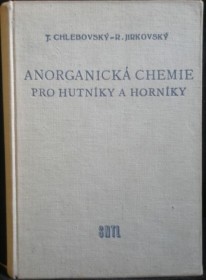 T. CHLEBOVSKÝ-R. JIRKOVSKÝ
ANORGANICKÁ CHEMIE
PRO HUTNÍKY A HORNÍKY
SNTL